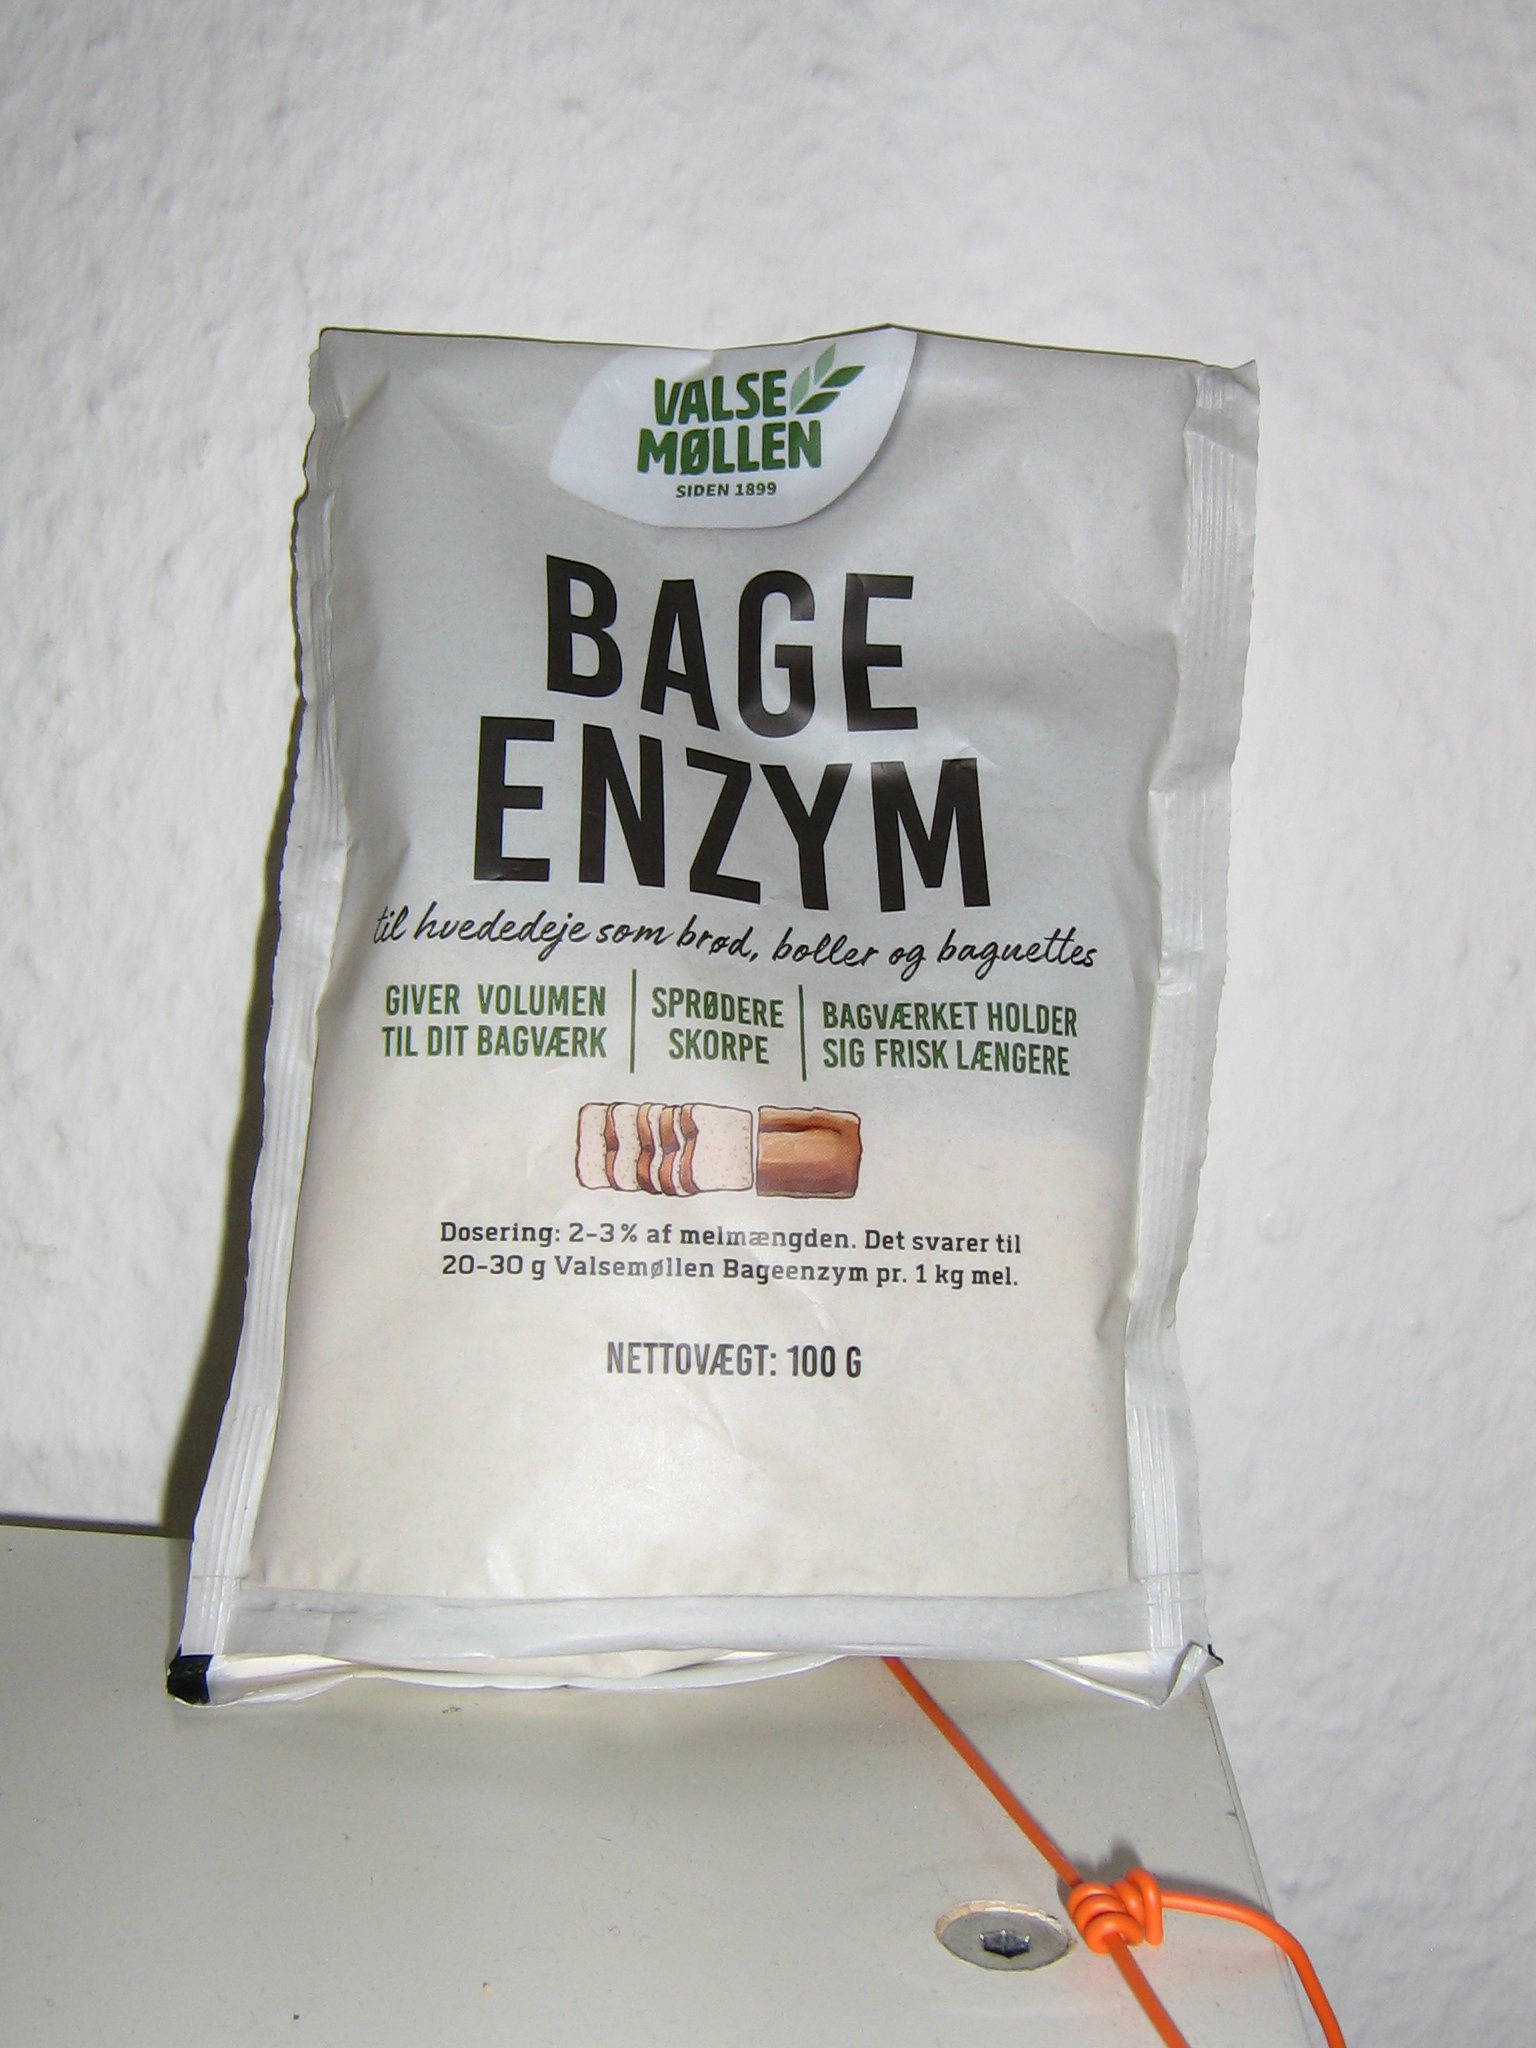 VALSE
MØLLEN
SIDEN 1899
BAGE
ENZYM
til hvededeje som brød, boller og baguettes
GIVER VOLUMEN
TIL DIT BAGVÆRK
SPRØDERE
SKORPE
BAGVÆRKET HOLDER
SIG FRISK LÆNGERE
Dosering: 2-3% af melmængden. Det svarer til
20-30 g Valsemøllen Bageenzym pr. 1 kg mel.
NETTOVÆGT: 100 G